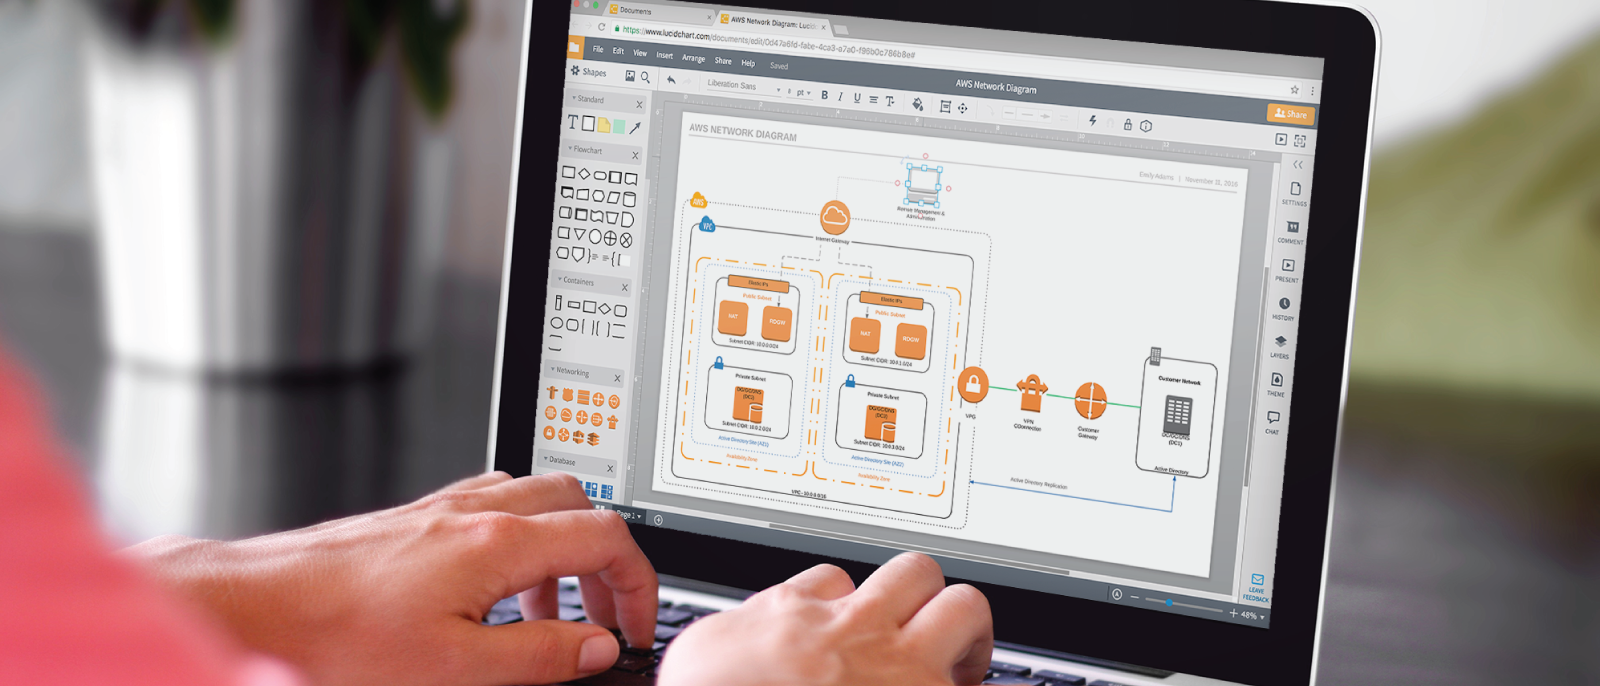 Documents
AWS Network Diagram: Lucid
https://www.lucidchart.com/documents/edit/0d47a6fd-fabe-4ca3-a7a0-f96b0c786b8e#
File Edit View Insert Arrange Share Help Saved
AWS Network Diagram
Share
Shapes
Liberation Sans
pt
B I U
Standard
T
Flowchart
Containers
Networking
Database
AWS NETWORK DIAGRAM
Emily Adams | November 11, 2016
Remote Management &
Administration
AWS
VPC
Internet Gateway
Elastic IPs
Public Subnet
NAT
RDGW
Subnet CIDR: 10.0.0.0/24
Private Subnet
DG/GC/DNS
(DC1)
Subnet CIDR: 10.0.2.0/24
Active Directory Site (AZ1)
Availability Zone
Elastic IPs
Public Subnet
NAT
RDGW
Subnet CIDR: 10.0.1.0/24
Private Subnet
DG/GC/DNS
(DC2)
Subnet CIDR: 10.0.3.0/24
Active Directory Site (AZ2)
Availability Zone
VPC - 10.0.0.0/16
VPG
VPN
Connection
Customer
Gateway
Customer Network
DG/GC/DNS
(DC3)
Active Directory
Active Directory Replication
SETTINGS
COMMENT
PRESENT
HISTORY
LAYERS
THEME
CHAT
LEAVE
FEEDBACK
Page 1
48%